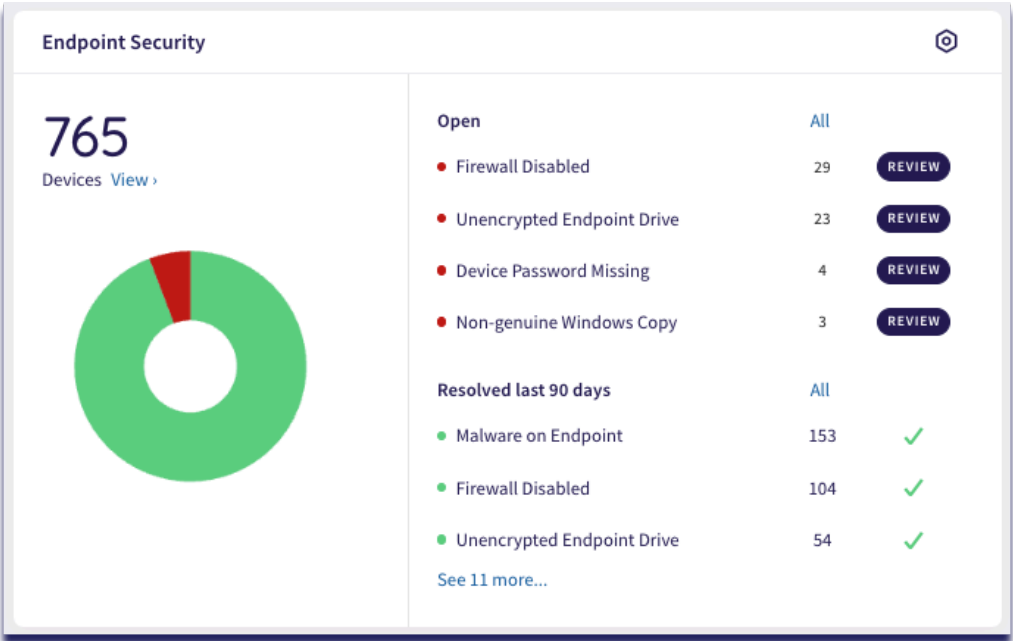 Endpoint Security
765
Devices View ›
Open All
Firewall Disabled 29 REVIEW
Unencrypted Endpoint Drive 23 REVIEW
Device Password Missing 4 REVIEW
Non-genuine Windows Copy 3 REVIEW
Resolved last 90 days All
Malware on Endpoint 153
Firewall Disabled 104
Unencrypted Endpoint Drive 54
See 11 more...